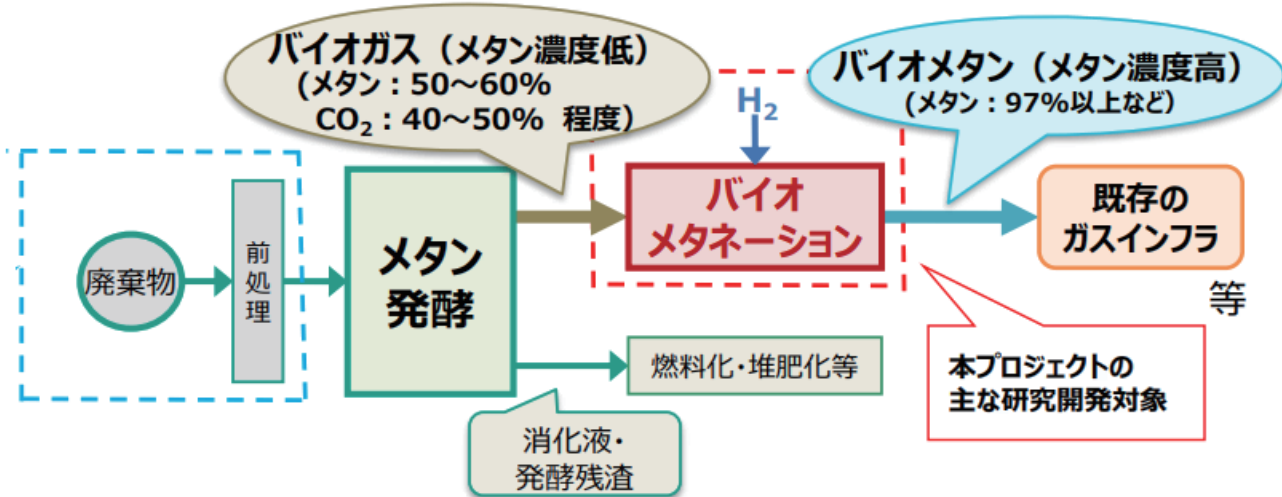 バイオガス（メタン濃度低）
(メタン：50～60%
CO₂：40～50% 程度)
バイオメタン（メタン濃度高）
(メタン：97%以上など)
H₂
廃棄物
前処理
メタン
発酵
バイオ
メタネーション
既存の
ガスインフラ
等
燃料化・堆肥化等
消化液・
発酵残渣
本プロジェクトの
主な研究開発対象